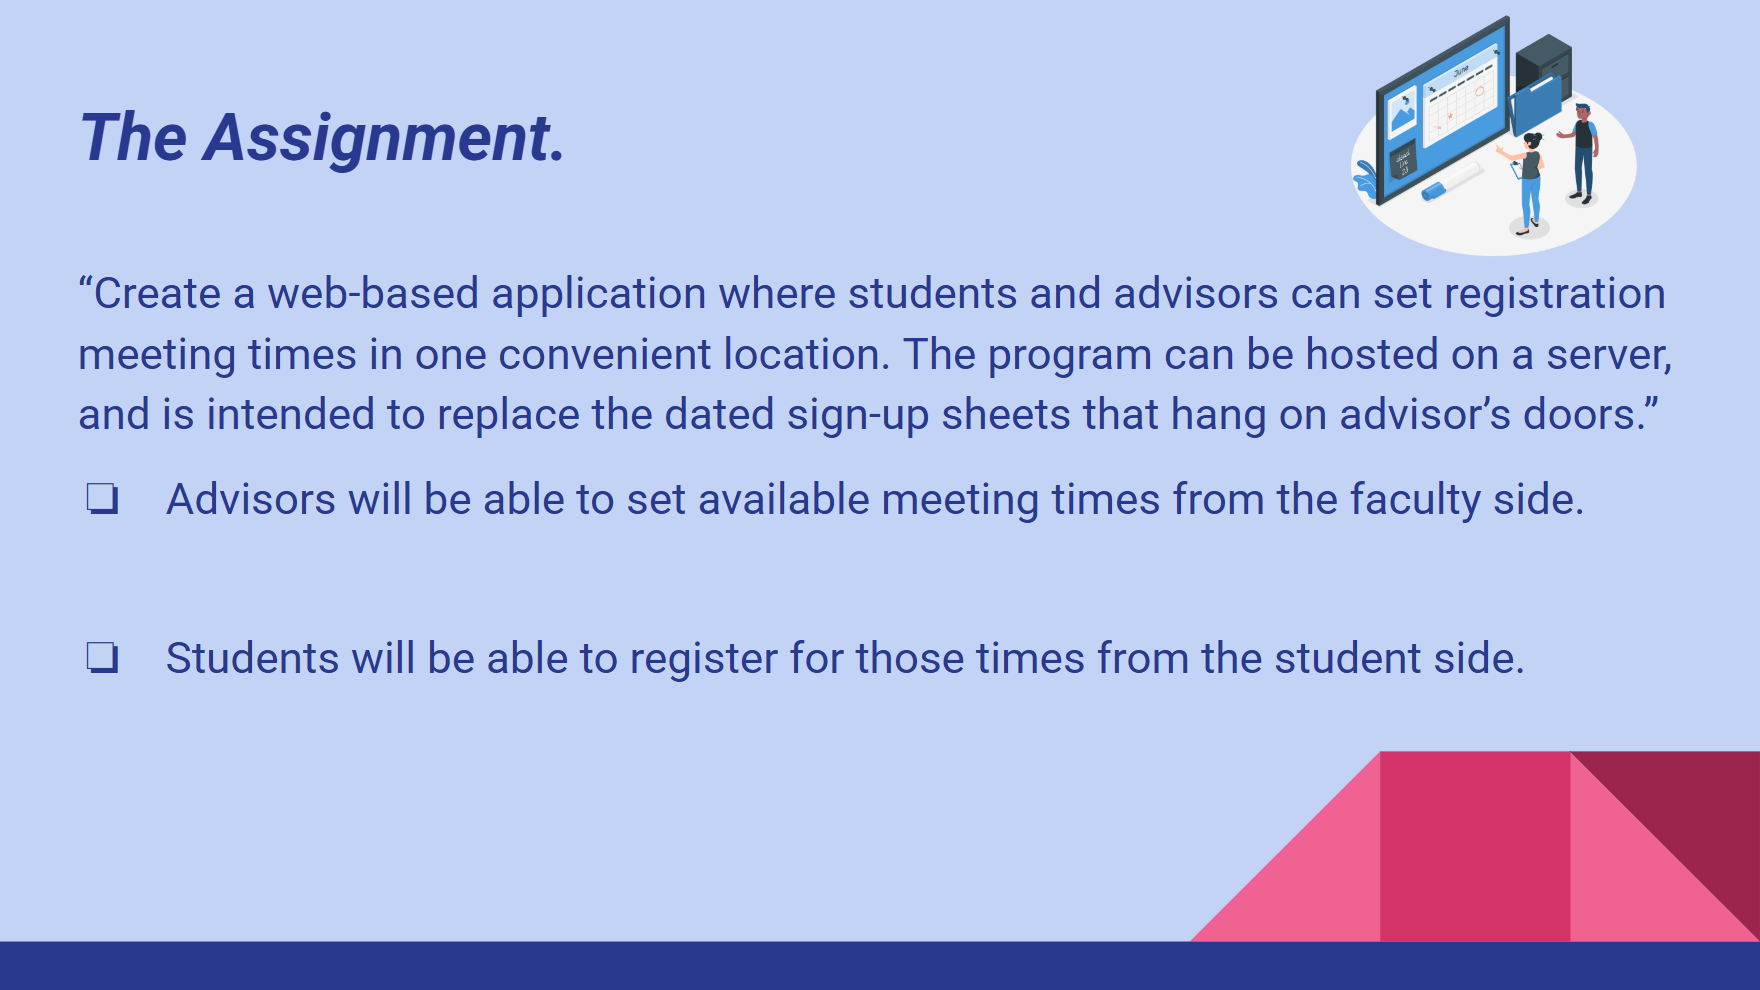 The Assignment.
June
“Create a web-based application where students and advisors can set registration
meeting times in one convenient location. The program can be hosted on a server,
and is intended to replace the dated sign-up sheets that hang on advisor’s doors.”
❏ Advisors will be able to set available meeting times from the faculty side.
❏ Students will be able to register for those times from the student side.